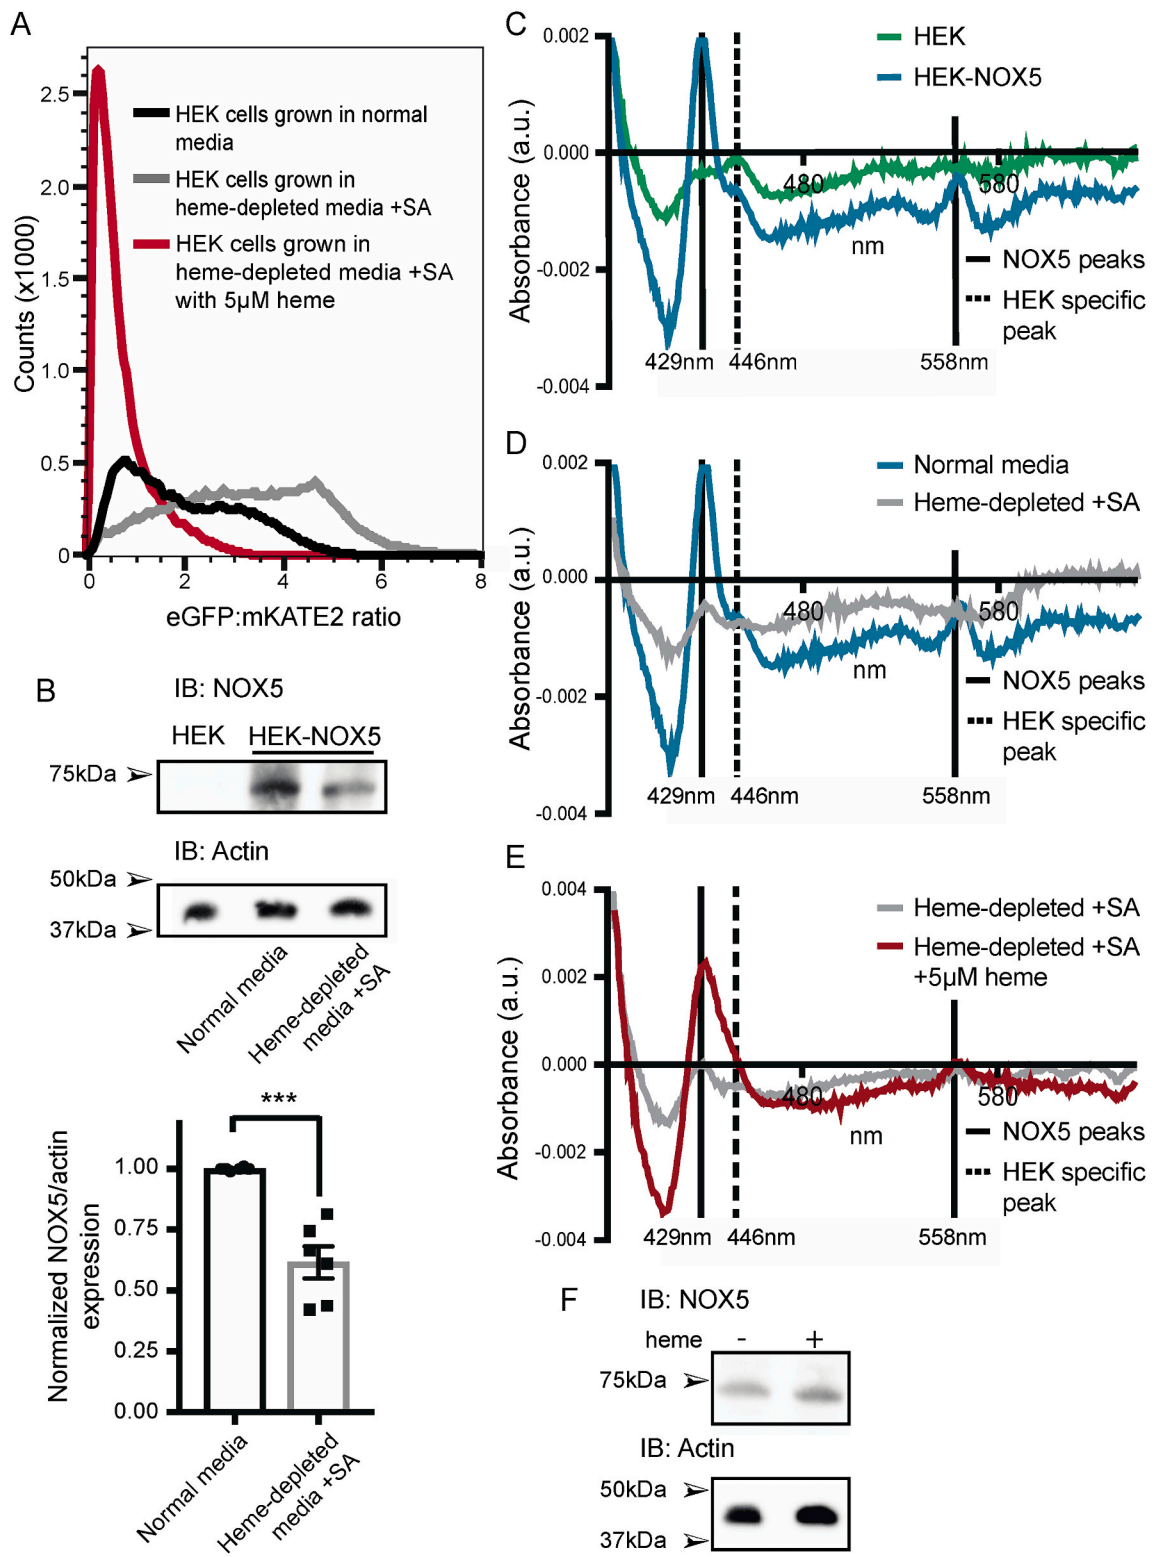 A
Counts (x1000)
2.5
2.0
1.5
1.0
0.5
0
0
2
4
6
8
eGFP:mKATE2 ratio
HEK cells grown in normal
media
HEK cells grown in
heme-depleted media +SA
HEK cells grown in
heme-depleted media +SA
with 5µM heme
B
IB: NOX5
HEK
HEK-NOX5
75kDa
IB: Actin
50kDa
37kDa
Normal media
Heme-depleted
media +SA
***
Normalized NOX5/actin
expression
1.00
0.75
0.50
0.25
0.00
Normal media
Heme-depleted
media +SA
C
Absorbance (a.u.)
0.002
0.000
-0.002
-0.004
HEK
HEK-NOX5
480
580
nm
NOX5 peaks
HEK specific
peak
429nm
446nm
558nm
D
Absorbance (a.u.)
0.002
0.000
-0.002
-0.004
Normal media
Heme-depleted +SA
480
580
nm
NOX5 peaks
HEK specific
peak
429nm
446nm
558nm
E
Absorbance (a.u.)
0.004
0.002
0.000
-0.002
-0.004
Heme-depleted +SA
Heme-depleted +SA
+5µM heme
480
580
nm
NOX5 peaks
HEK specific
peak
429nm
446nm
558nm
F
IB: NOX5
heme - +
75kDa
IB: Actin
50kDa
37kDa